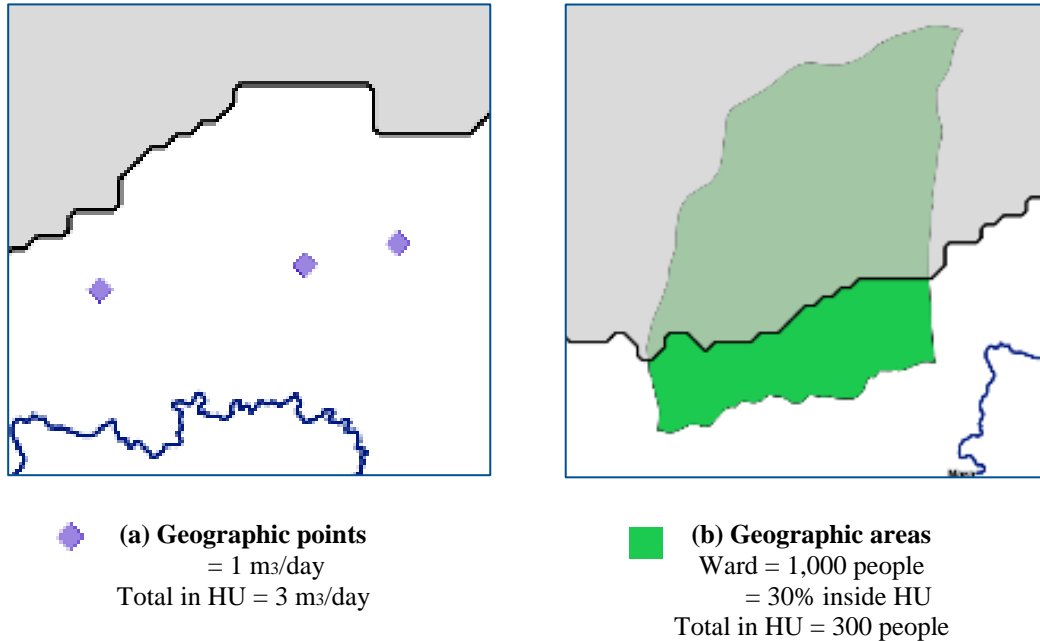 (a) Geographic points
= 1 m3/day
Total in HU = 3 m3/day
(b) Geographic areas
Ward = 1,000 people
= 30% inside HU
Total in HU = 300 people